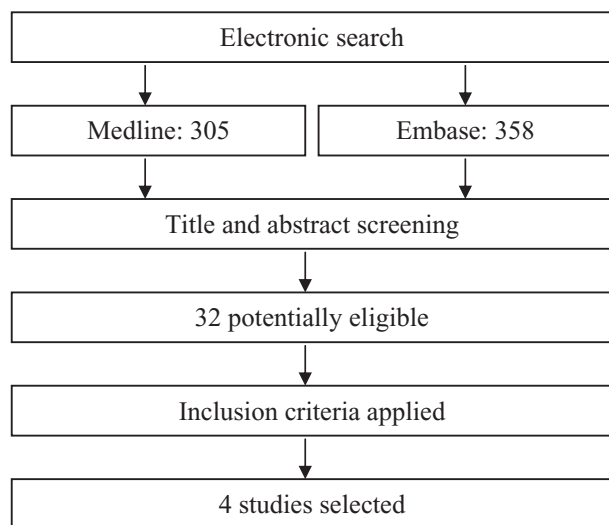 Electronic search
Medline: 305
Embase: 358
Title and abstract screening
32 potentially eligible
Inclusion criteria applied
4 studies selected